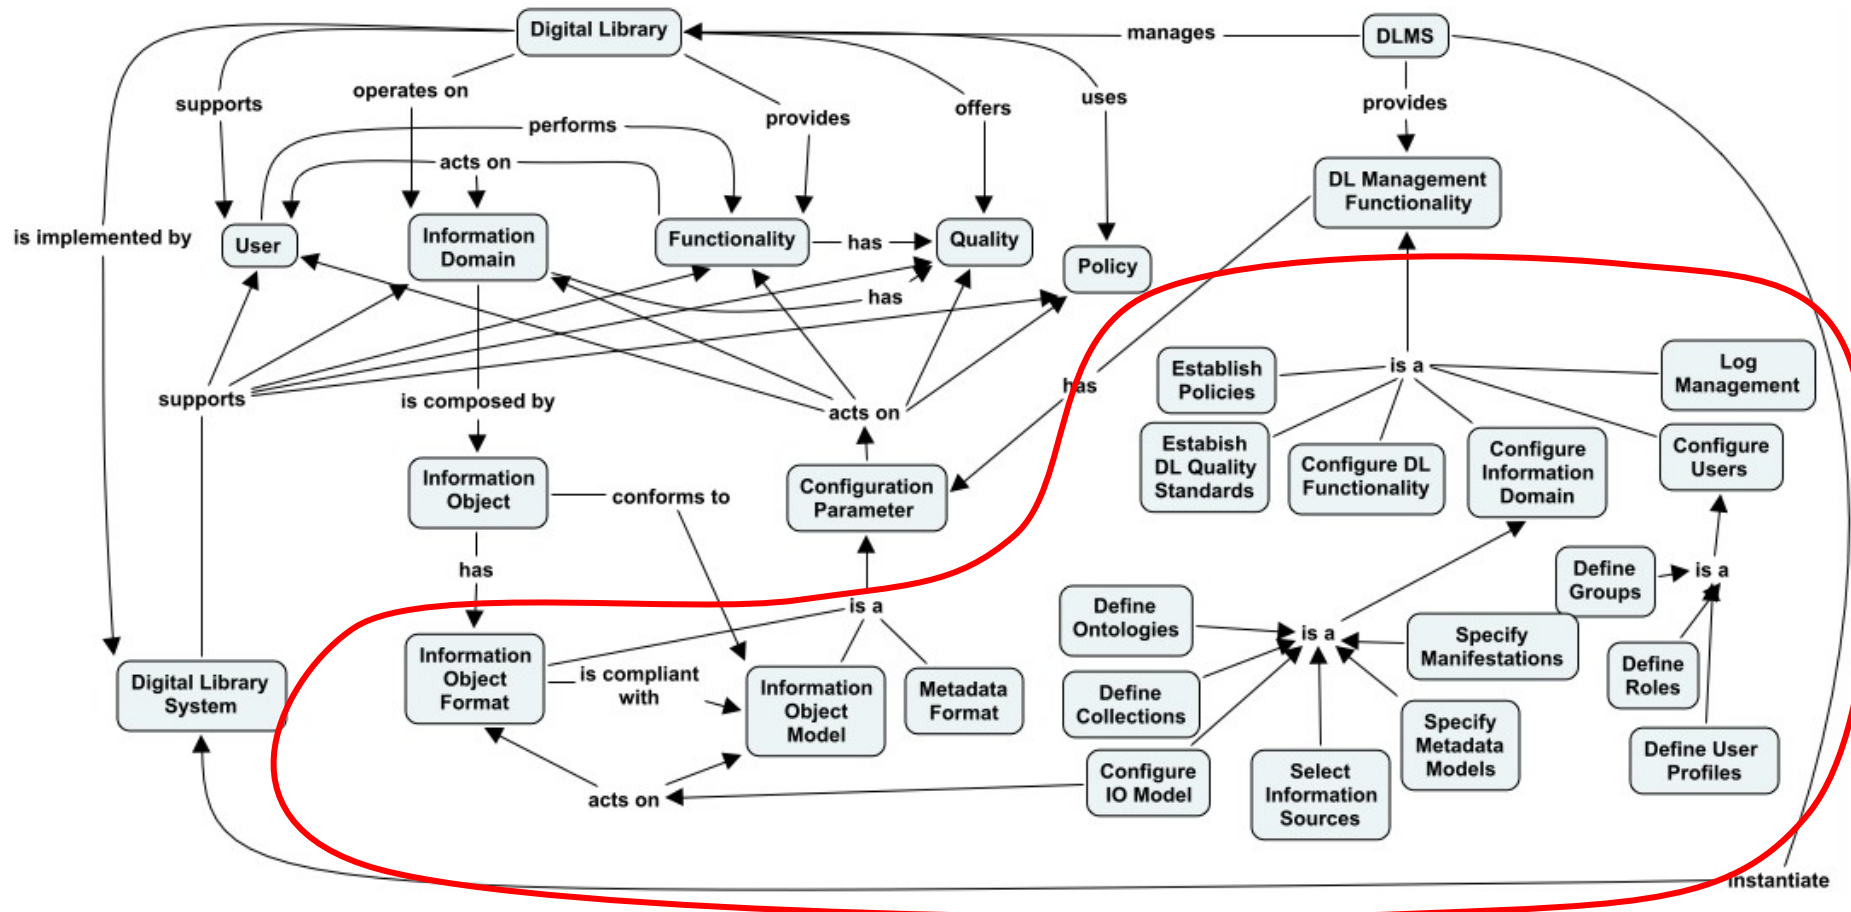 Digital Library
manages
DLMS
supports
operates on
performs
provides
offers
uses
provides
acts on
DL Management
Functionality
is implemented by
User
Information
Domain
Functionality
has
Quality
Policy
has
supports
is composed by
acts on
has
Establish
Policies
is a
Log
Management
Estabish
DL Quality
Standards
Configure DL
Functionality
Configure
Information
Domain
Configure
Users
Information
Object
conforms to
Configuration
Parameter
has
is a
Define
Groups
is a
Define
Ontologies
is a
Specify
Manifestations
Define
Roles
Digital Library
System
Information
Object
Format
is compliant
with
Information
Object
Model
Metadata
Format
Define
Collections
Specify
Metadata
Models
Define User
Profiles
acts on
Configure
IO Model
Select
Information
Sources
instantiate